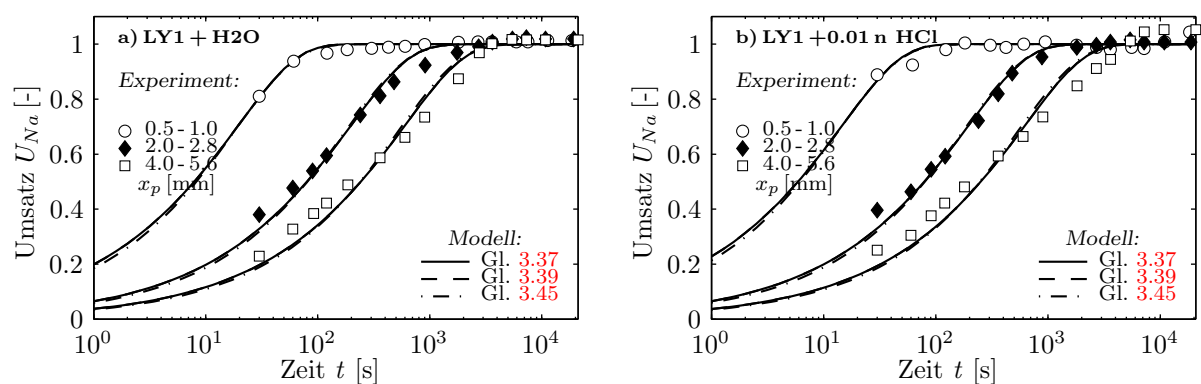 a) LY1 + H2O
Experiment:
0.5 - 1.0
2.0 - 2.8
4.0 - 5.6
x_p [mm]
Modell:
Gl. 3.37
Gl. 3.39
Gl. 3.45
Umsatz U_Na [-]
1
0.8
0.6
0.4
0.2
0
10^0
10^1
10^2
10^3
10^4
Zeit t [s]
b) LY1+0.01 n HCl
Experiment:
0.5 - 1.0
2.0 - 2.8
4.0 - 5.6
x_p [mm]
Modell:
Gl. 3.37
Gl. 3.39
Gl. 3.45
Umsatz U_Na [-]
1
0.8
0.6
0.4
0.2
0
10^0
10^1
10^2
10^3
10^4
Zeit t [s]